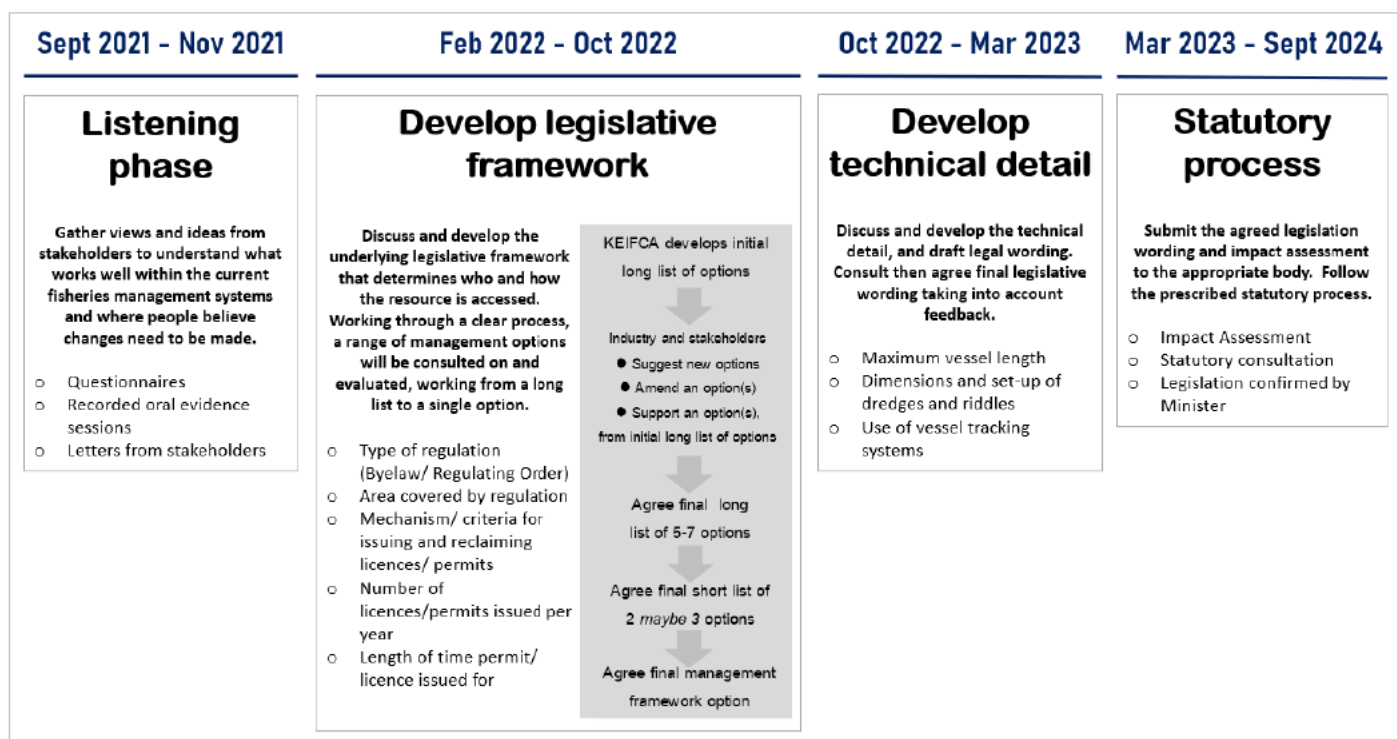 Sept 2021 - Nov 2021
Listening
phase
Gather views and ideas from
stakeholders to understand what
works well within the current
fisheries management systems
and where people believe
changes need to be made.
o Questionnaires
o Recorded oral evidence
sessions
o Letters from stakeholders
Feb 2022 - Oct 2022
Develop legislative
framework
Discuss and develop the
underlying legislative framework
that determines who and how
the resource is accessed.
Working through a clear process,
a range of management options
will be consulted on and
evaluated, working from a long
list to a single option.
o Type of regulation
(Byelaw/ Regulating Order)
o Area covered by regulation
o Mechanism/ criteria for
issuing and reclaiming
licences/ permits
o Number of
licences/permits issued per
year
o Length of time permit/
licence issued for
KEIFCA develops initial
long list of options
Industry and stakeholders
● Suggest new options
● Amend an option(s)
● Support an option(s),
from initial long list of options
Agree final long
list of 5-7 options
Agree final short list of
2 maybe 3 options
Agree final management
framework option
Oct 2022 - Mar 2023
Develop
technical detail
Discuss and develop the technical
detail, and draft legal wording.
Consult then agree final legislative
wording taking into account
feedback.
o Maximum vessel length
o Dimensions and set-up of
dredges and riddles
o Use of vessel tracking
systems
Mar 2023 - Sept 2024
Statutory
process
Submit the agreed legislation
wording and impact assessment
to the appropriate body. Follow
the prescribed statutory process.
o Impact Assessment
o Statutory consultation
o Legislation confirmed by
Minister